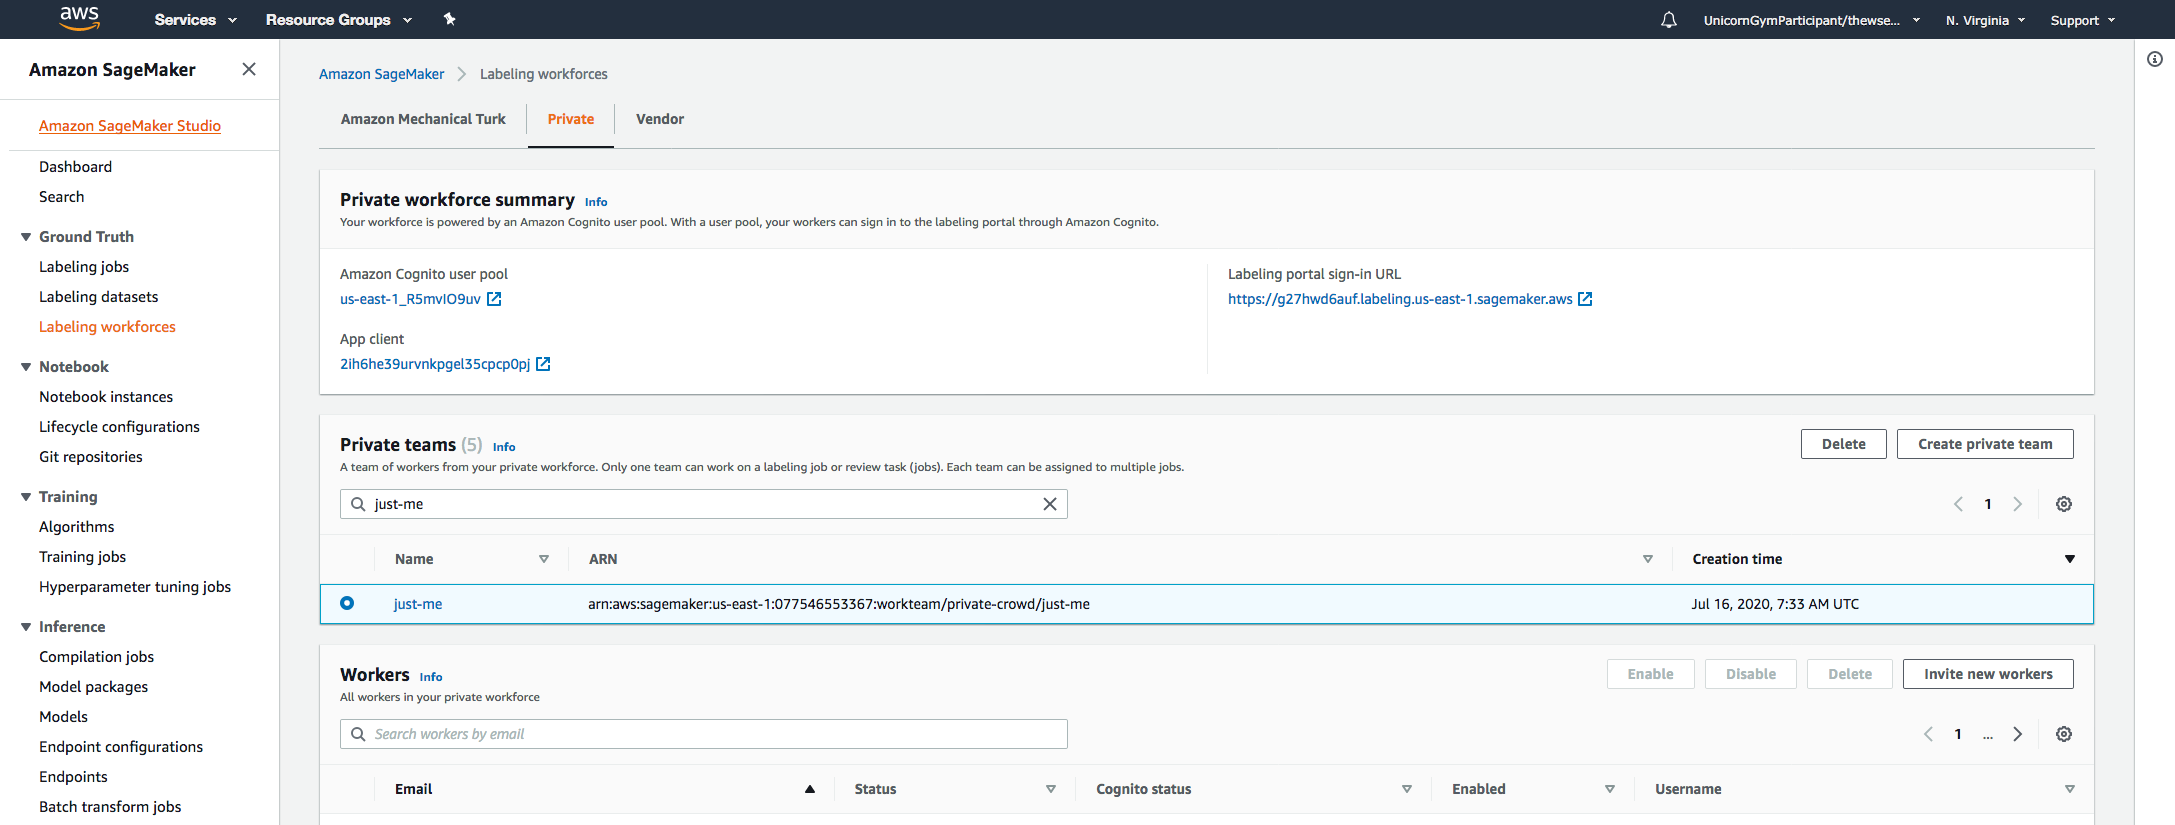 aws
Services
Resource Groups
UnicornGymParticipant/thewse...
N. Virginia
Support
Amazon SageMaker
Amazon SageMaker Studio
Dashboard
Search
Ground Truth
Labeling jobs
Labeling datasets
Labeling workforces
Notebook
Notebook instances
Lifecycle configurations
Git repositories
Training
Algorithms
Training jobs
Hyperparameter tuning jobs
Inference
Compilation jobs
Model packages
Models
Endpoint configurations
Endpoints
Batch transform jobs
Amazon SageMaker Labeling workforces
Amazon Mechanical Turk Private Vendor
Private workforce summary Info
Your workforce is powered by an Amazon Cognito user pool. With a user pool, your workers can sign in to the labeling portal through Amazon Cognito.
Amazon Cognito user pool
us-east-1_R5mvIO9uv
App client
2ih6he39urvnkpgel35cpcp0pj
Labeling portal sign-in URL
https://g27hwd6auf.labeling.us-east-1.sagemaker.aws
Private teams (5) Info
Delete Create private team
A team of workers from your private workforce. Only one team can work on a labeling job or review task (jobs). Each team can be assigned to multiple jobs.
just-me
1
Name ARN Creation time
just-me arn:aws:sagemaker:us-east-1:077546553367:workteam/private-crowd/just-me Jul 16, 2020, 7:33 AM UTC
Workers Info
Enable Disable Delete Invite new workers
All workers in your private workforce
Search workers by email
1 ...
Email Status Cognito status Enabled Username